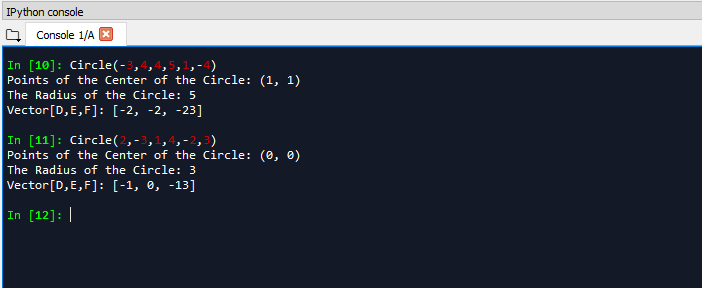 IPython console
Console 1/A
In [10]: Circle(-3,4,4,5,1,-4)
Points of the Center of the Circle: (1, 1)
The Radius of the Circle: 5
Vector[D,E,F]: [-2, -2, -23]
In [11]: Circle(2,-3,1,4,-2,3)
Points of the Center of the Circle: (0, 0)
The Radius of the Circle: 3
Vector[D,E,F]: [-1, 0, -13]
In [12]: